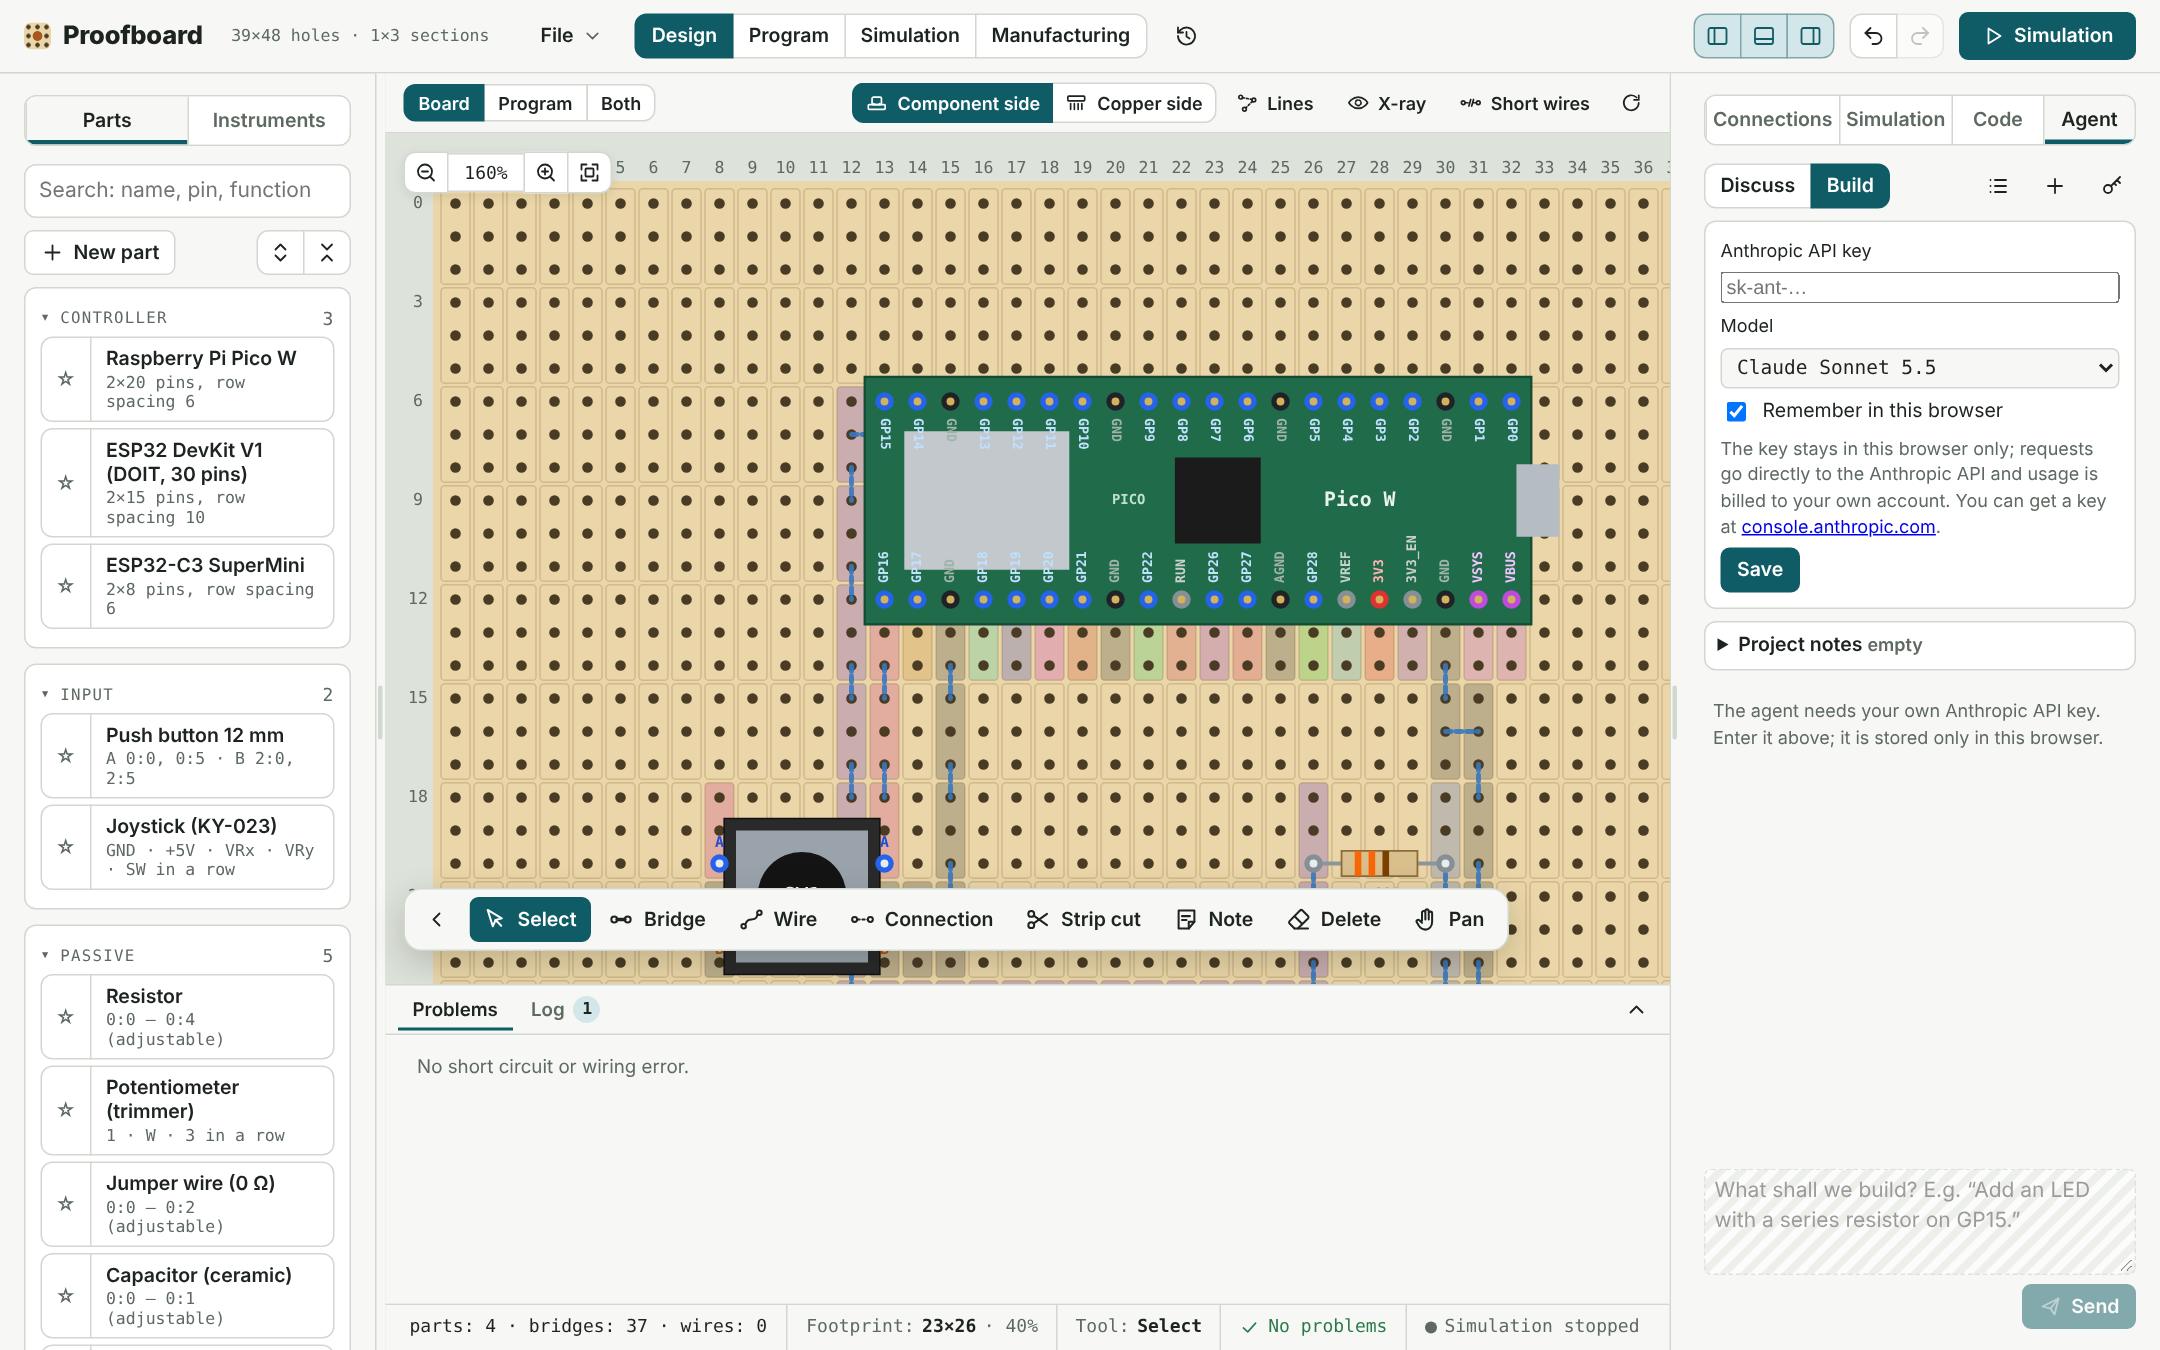 Proofboard
39×48 holes · 1×3 sections
File
Design
Program
Simulation
Manufacturing
Simulation
Parts
Instruments
Search: name, pin, function
New part
CONTROLLER 3
Raspberry Pi Pico W
2×20 pins, row
spacing 6
ESP32 DevKit V1
(DOIT, 30 pins)
2×15 pins, row
spacing 10
ESP32-C3 SuperMini
2×8 pins, row spacing
6
INPUT 2
Push button 12 mm
A 0:0, 0:5 · B 2:0,
2:5
Joystick (KY-023)
GND · +5V · VRx · VRy
· SW in a row
PASSIVE 5
Resistor
0:0 — 0:4
(adjustable)
Potentiometer
(trimmer)
1 · W · 3 in a row
Jumper wire (0 Ω)
0:0 — 0:2
(adjustable)
Capacitor (ceramic)
0:0 — 0:1
(adjustable)
Board
Program
Both
Component side
Copper side
Lines
X-ray
Short wires
160%
5 6 7 8 9 10 11 12 13 14 15 16 17 18 19 20 21 22 23 24 25 26 27 28 29 30 31 32 33 34 35 36
0
3
6
9
12
15
18
GP15 GP14 GND GP13 GP12 GP11 GP10 GND GP9 GP8 GP7 GP6 GND GP5 GP4 GP3 GP2 GND GP1 GP0
PICO
Pico W
GP16 GP17 GND GP18 GP19 GP20 GP21 GND GP22 RUN GP26 GP27 AGND GP28 VREF 3V3 3V3_EN GND VSYS VBUS
A A
Select
Bridge
Wire
Connection
Strip cut
Note
Delete
Pan
Problems
Log 1
No short circuit or wiring error.
parts: 4 · bridges: 37 · wires: 0
Footprint: 23×26 · 40%
Tool: Select
No problems
Simulation stopped
Connections
Simulation
Code
Agent
Discuss
Build
Anthropic API key
sk-ant-…
Model
Claude Sonnet 5.5
Remember in this browser
The key stays in this browser only; requests
go directly to the Anthropic API and usage is
billed to your own account. You can get a key
at console.anthropic.com.
Save
Project notes empty
The agent needs your own Anthropic API key.
Enter it above; it is stored only in this browser.
What shall we build? E.g. “Add an LED
with a series resistor on GP15.”
Send